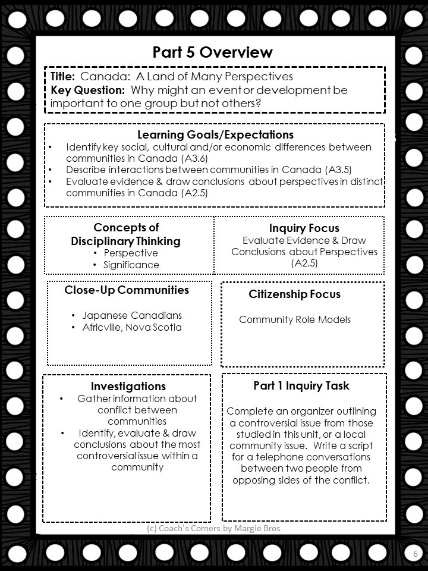 Part 5 Overview
Title: Canada: A Land of Many Perspectives
Key Question: Why might an event or development be
important to one group but not others?
Learning Goals/Expectations
• Identify key social, cultural and/or economic differences between
communities in Canada (A3.6)
• Describe interactions between communities in Canada (A3.5)
• Evaluate evidence & draw conclusions about perspectives in distinct
communities in Canada (A2.5)
Concepts of
Disciplinary Thinking
• Perspective
• Significance
Inquiry Focus
Evaluate Evidence & Draw
Conclusions about Perspectives
(A2.5)
Close-Up Communities
• Japanese Canadians
• Africville, Nova Scotia
Citizenship Focus
Community Role Models
Investigations
• Gather information about
conflict between
communities
• Identify, evaluate & draw
conclusions about the most
controversial issue within a
community
Part 1 Inquiry Task
Complete an organizer outlining
a controversial issue from those
studied in this unit, or a local
community issue. Write a script
for a telephone conversations
between two people from
opposing sides of the conflict.
(c) Coach's Corners by Margie Bros
6